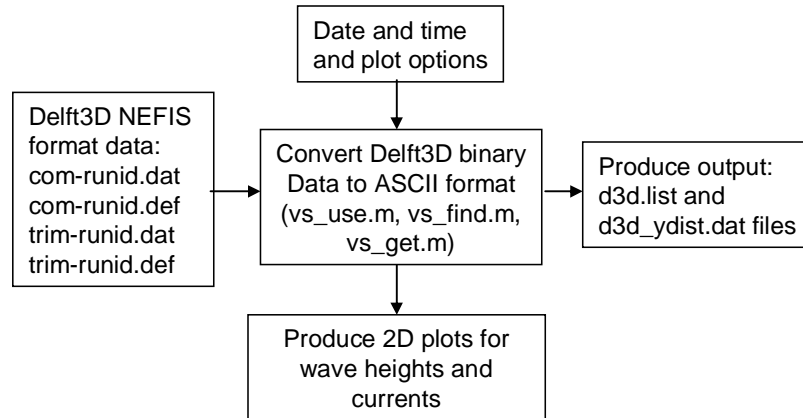 Date and time
and plot options
Delft3D NEFIS
format data:
com-runid.dat
com-runid.def
trim-runid.dat
trim-runid.def
Convert Delft3D binary
Data to ASCII format
(vs_use.m, vs_find.m,
vs_get.m)
Produce output:
d3d.list and
d3d_ydist.dat files
Produce 2D plots for
wave heights and
currents